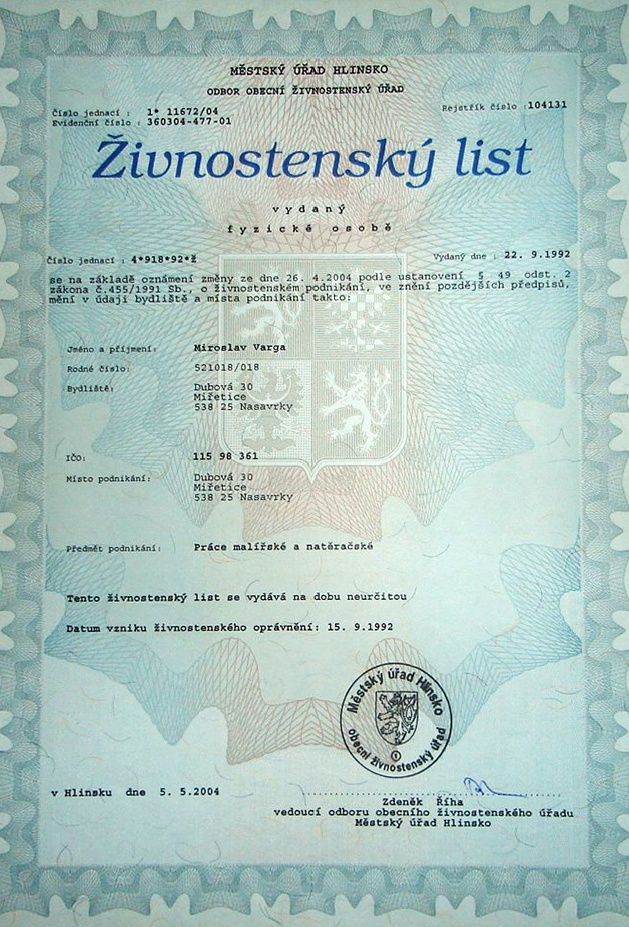 MĚSTSKÝ ÚŘAD HLINSKO
ODBOR OBECNÍ ŽIVNOSTENSKÝ ÚŘAD
Číslo jednací : 1* 11672/04
Rejstřík číslo :104131
Evidenční číslo : 360304-477-01
Živnostenský list
vydaný
fyzické osobě
Číslo jednací : 4*918*92*ž
Vydaný dne : 22. 9.1992
se na základě oznámení změny ze dne 26. 4.2004 podle ustanovení § 49 odst. 2
zákona č.455/1991 Sb., o živnostenském podnikání, ve znění pozdějších předpisů,
mění v údaji bydliště a místa podnikání takto:
Jméno a příjmení: Miroslav Varga
Rodné číslo: 521018/018
Bydliště: Dubová 30
Miřetice
538 25 Nasavrky
IČO: 115 98 361
Místo podnikání: Dubová 30
Miřetice
538 25 Nasavrky
Předmět podnikání: Práce malířské a natěračské
Tento živnostenský list se vydává na dobu neurčitou
Datum vzniku živnostenského oprávnění: 15. 9.1992
Městský úřad Hlinsko
obecní živnostenský úřad
v Hlinsku dne 5. 5.2004
Zdeněk Říha
vedoucí odboru obecního živnostenského úřadu
Městský úřad Hlinsko